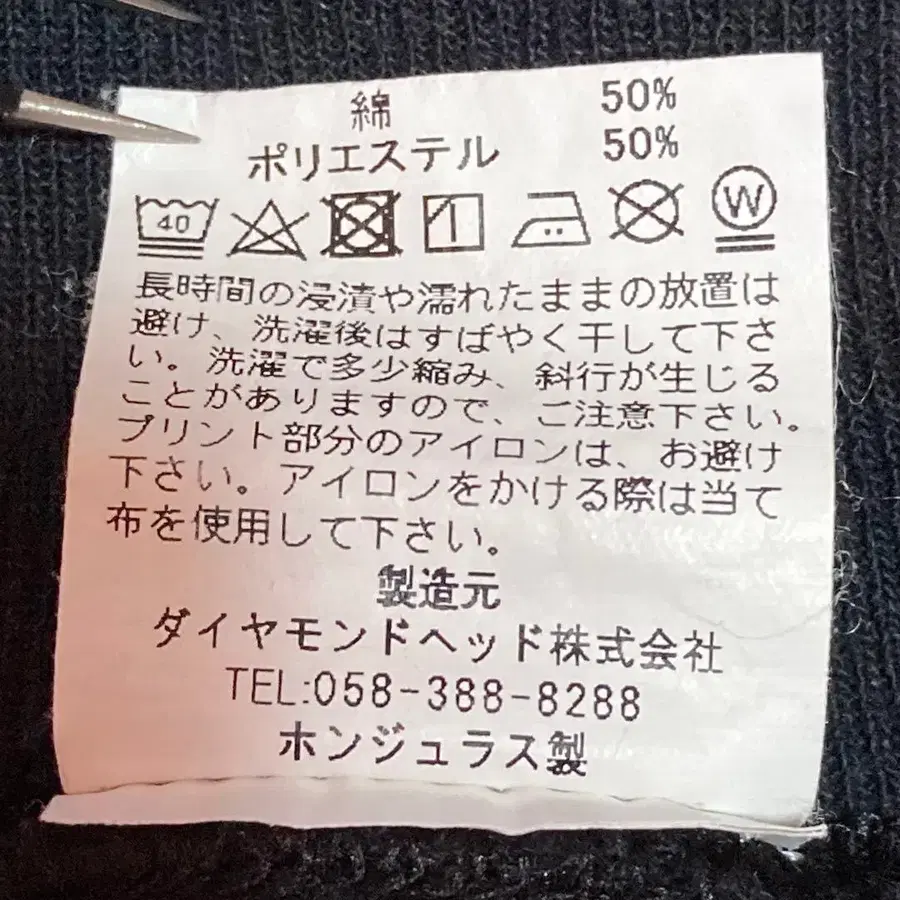 綿 50%
ポリエステル 50%
40 W
長時間の浸漬や濡れたままの放置は
避け、洗濯後はすばやく干して下さ
い。洗濯で多少縮み、斜行が生じる
ことがありますので、ご注意下さい。
プリント部分のアイロンは、お避け
下さい。アイロンをかける際は当て
布を使用して下さい。
製造元
ダイヤモンドヘッド株式会社
TEL:058-388-8288
ホンジュラス製